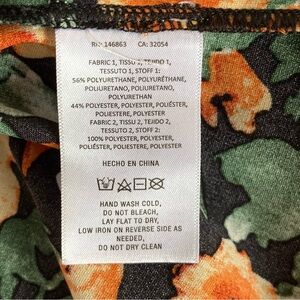 RN: 146863 CA: 32054
FABRIC 1, TISSU 1, TEJIDO 1,
TESSUTO 1, STOFF 1:
56% POLYURETHANE, POLYURÉTHANE,
POLIURETANO, POLIURETANO,
POLYURETHAN
44% POLYESTER, POLIÉSTER,
POLIESTERE, POLYESTER
FABRIC 2, TISSU 2, TEJIDO 2,
TESSUTO 2, STOFF 2:
100% POLYESTER, POLYESTER,
POLIÉSTER, POLIESTERE, POLYESTER
HECHO EN CHINA
HAND WASH COLD,
DO NOT BLEACH,
LAY FLAT TO DRY,
LOW IRON ON REVERSE SIDE AS
NEEDED,
DO NOT DRY CLEAN